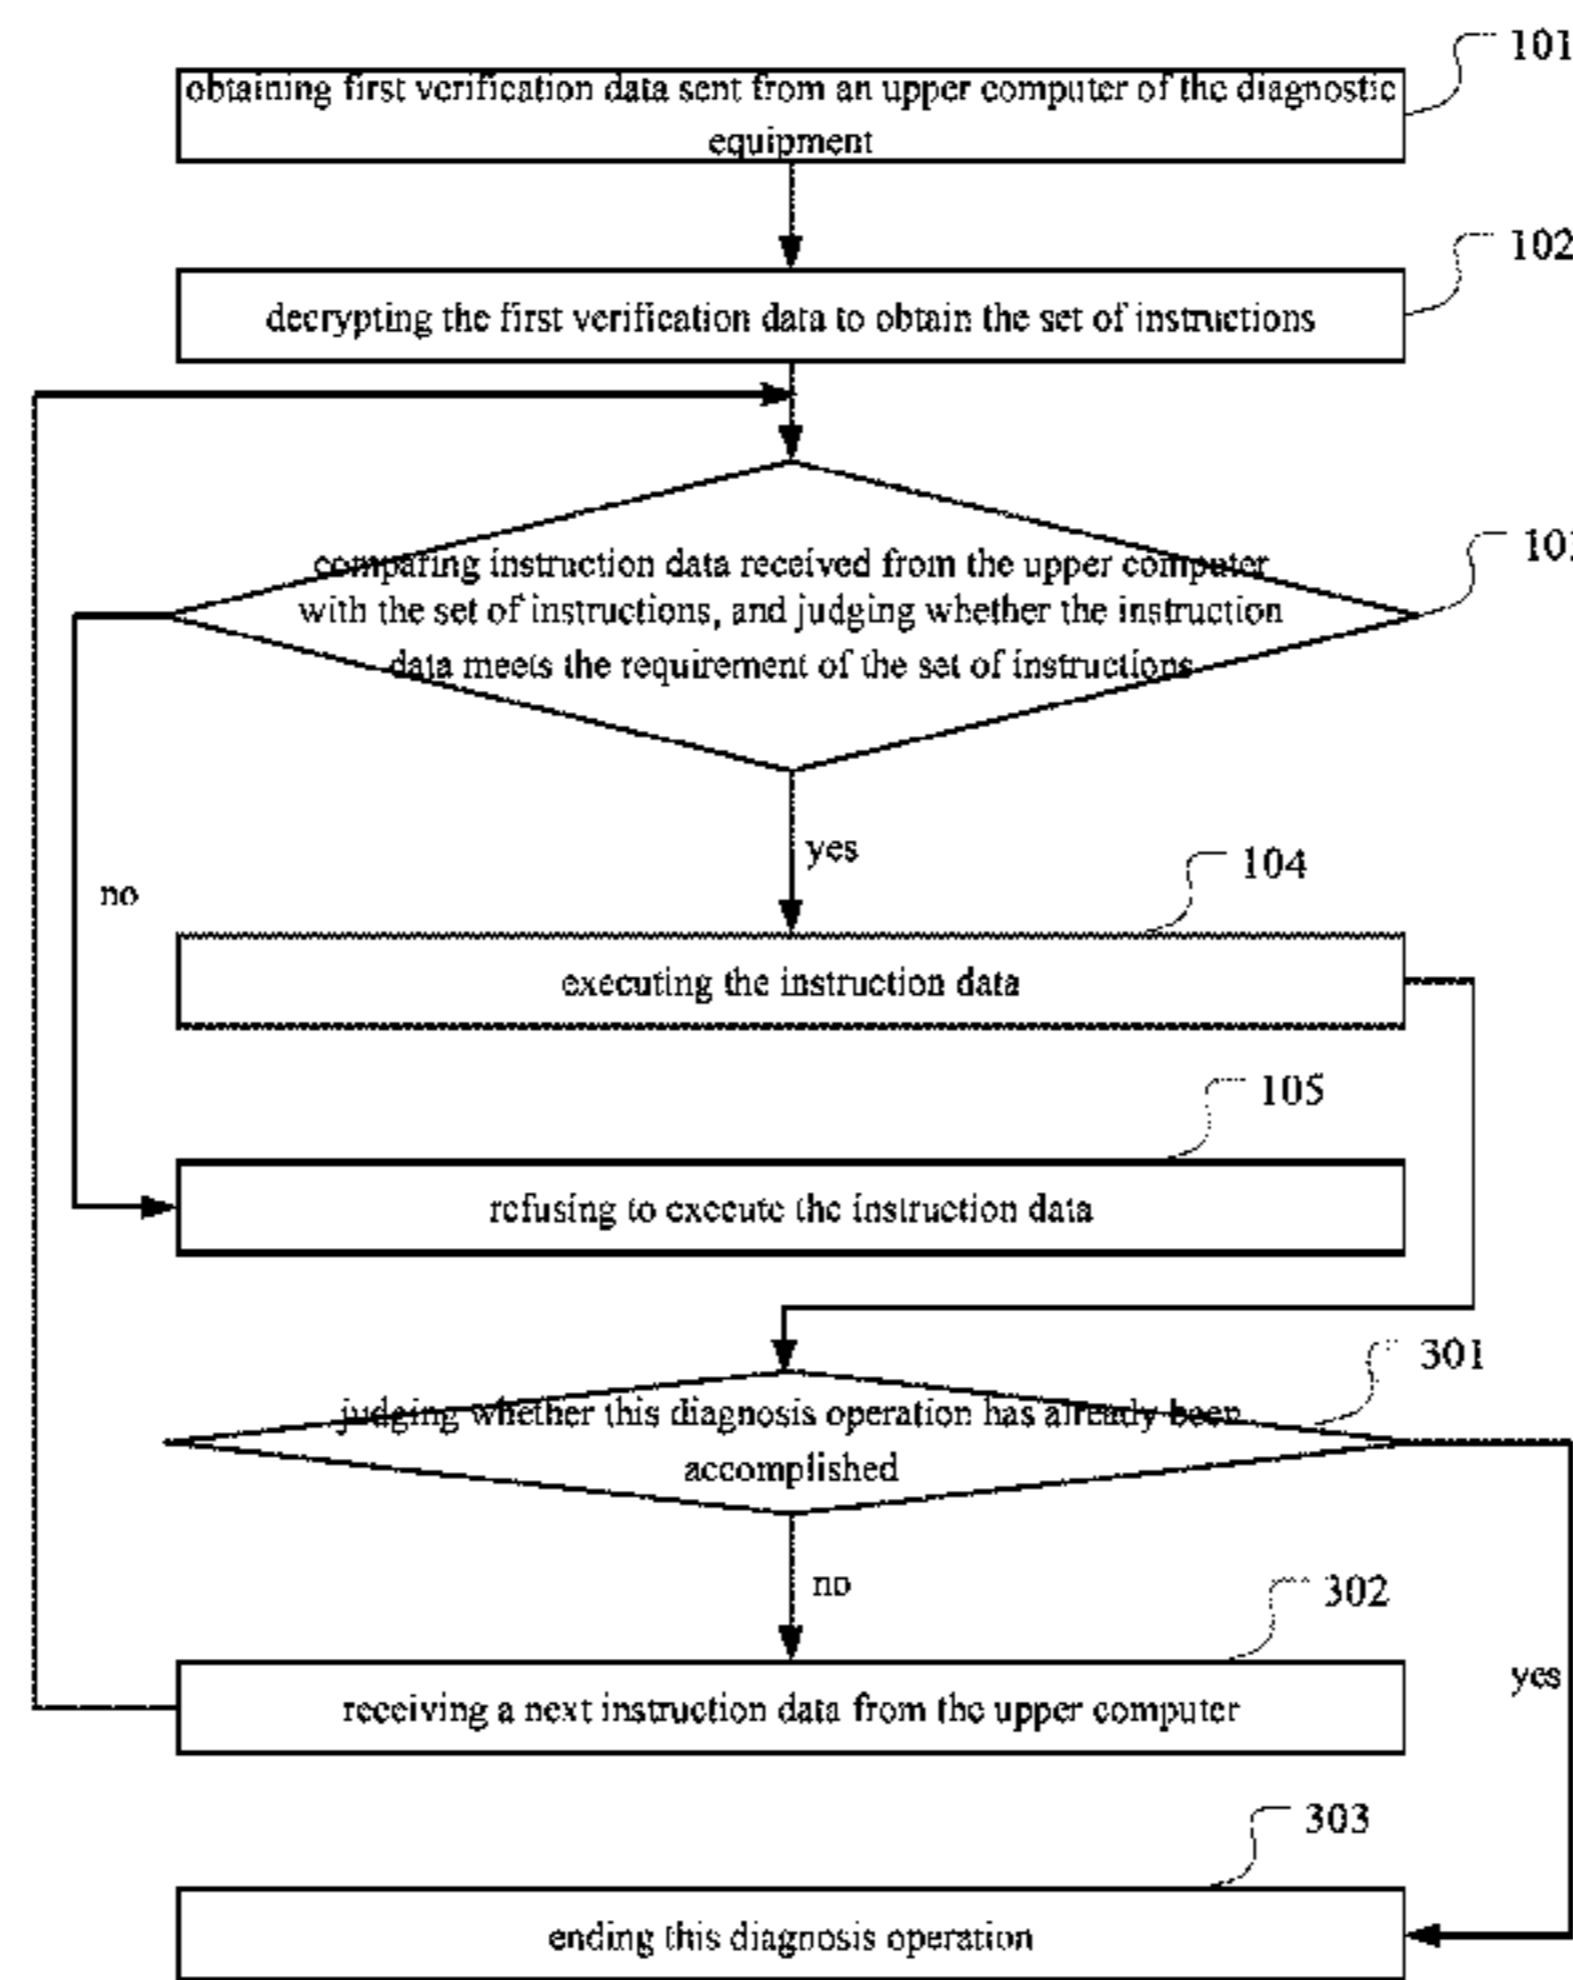 101
obtaining first verification data sent from an upper computer of the diagnostic
equipment
102
decrypting the first verification data to obtain the set of instructions
comparing instruction data received from the upper computer
with the set of instructions, and judging whether the instruction
data meets the requirement of the set of instructions
yes
no
104
executing the instruction data
105
refusing to execute the instruction data
301
judging whether this diagnosis operation has already been
accomplished
no
302
receiving a next instruction data from the upper computer
yes
303
ending this diagnosis operation